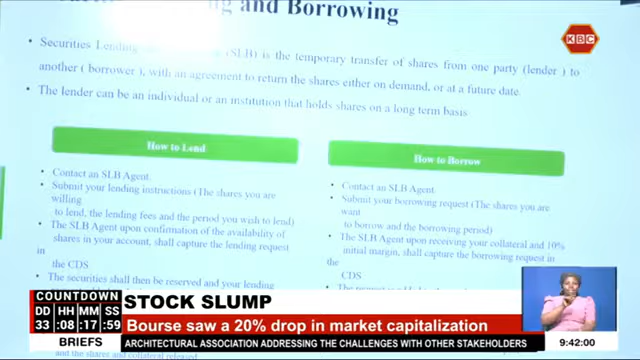 and Borrowing
KBC
• Securities Lending (SLB) is the temporary transfer of shares from one party (lender ) to
another ( borrower ), with an agreement to return the shares either on demand, or at a future date.
• The lender can be an individual or an institution that holds shares on a long term basis
How to Lend
• Contact an SLB Agent.
• Submit your lending instructions (The shares you are
willing
to lend, the lending fees and the period you wish to lend)
• The SLB Agent upon confirmation of the availability of
shares in your account, shall capture the lending request
in
the CDS
• The securities shall then be reserved and your lending
How to Borrow
• Contact an SLB Agent.
• Submit your borrowing request (The shares you are
want
to borrow and the borrowing period)
• The SLB Agent upon receiving your collateral and 10%
initial margin, shall capture the borrowing request in
the
CDS
COUNTDOWN
DD HH MM SS
33 :08 :17 :59
STOCK SLUMP
Bourse saw a 20% drop in market capitalization
BRIEFS
ARCHITECTURAL ASSOCIATION ADDRESSING THE CHALLENGES WITH OTHER STAKEHOLDERS
9:42:00
and the shares and collateral released